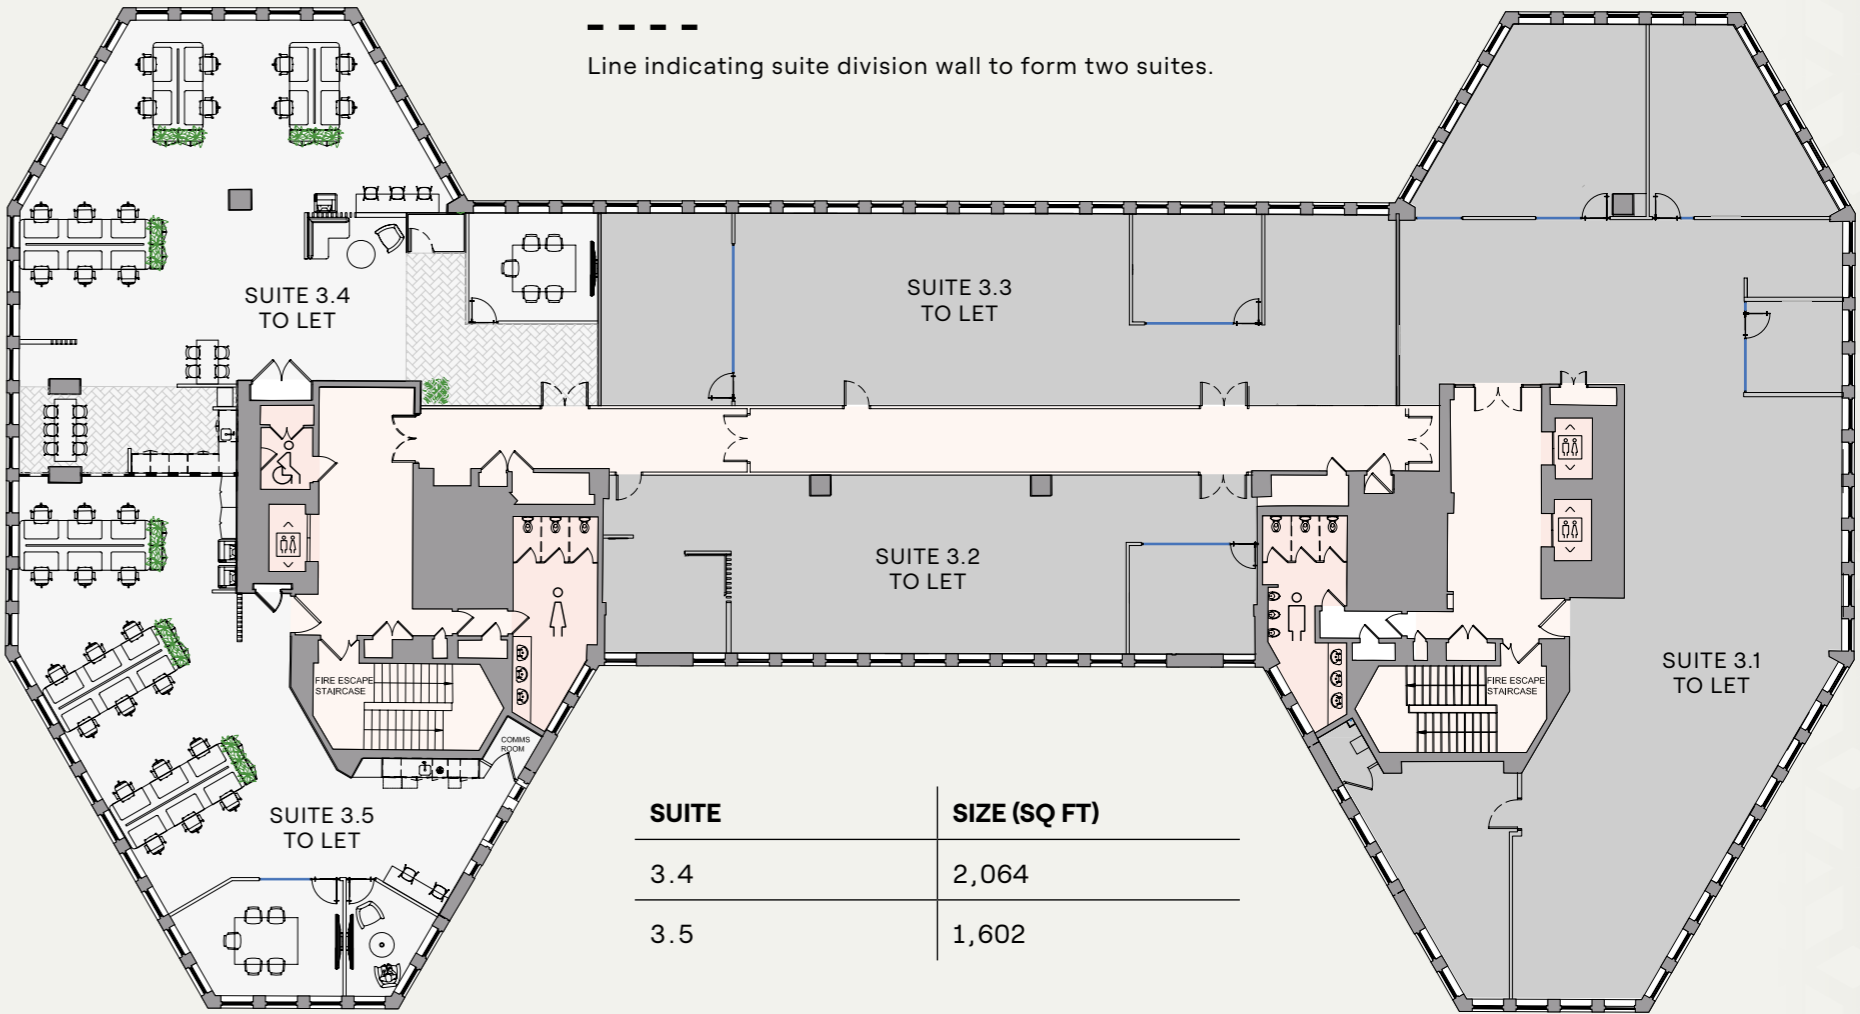 Line indicating suite division wall to form two suites.
SUITE 3.4
TO LET
SUITE 3.3
TO LET
SUITE 3.2
TO LET
SUITE 3.1
TO LET
FIRE ESCAPE
STAIRCASE
FIRE ESCAPE
STAIRCASE
COMMS
ROOM
SUITE 3.5
TO LET
SUITE SIZE (SQ FT)
3.4 2,064
3.5 1,602